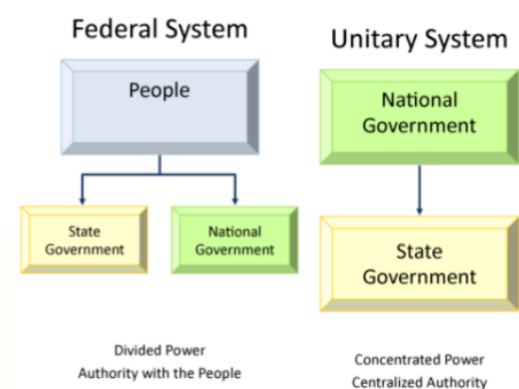 Federal System
People
State
Government
National
Government
Divided Power
Authority with the People
Unitary System
National
Government
State
Government
Concentrated Power
Centralized Authority